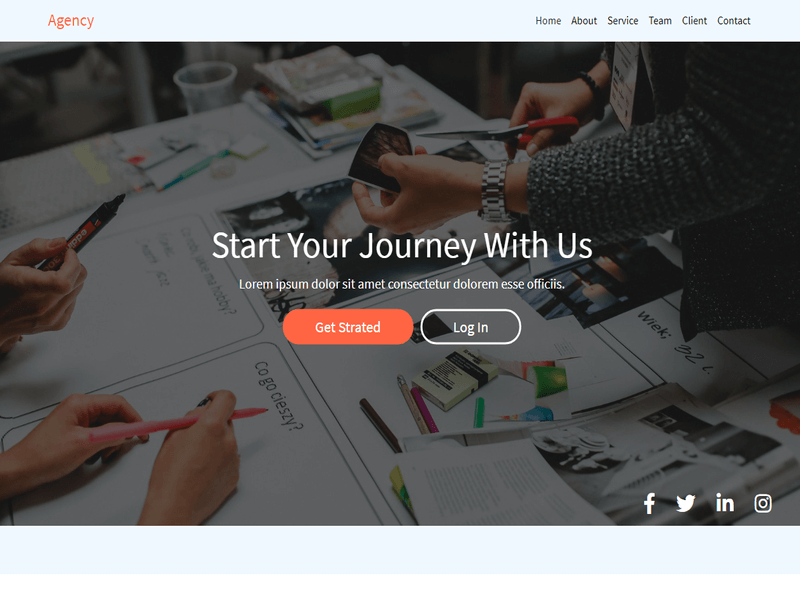 Agency
Home About Service Team Client Contact
Start Your Journey With Us
Lorem ipsum dolor sit amet consectetur dolorem esse officiis.
Get Strated
Log In
Wiek: 32 l.
Co go cieszy?